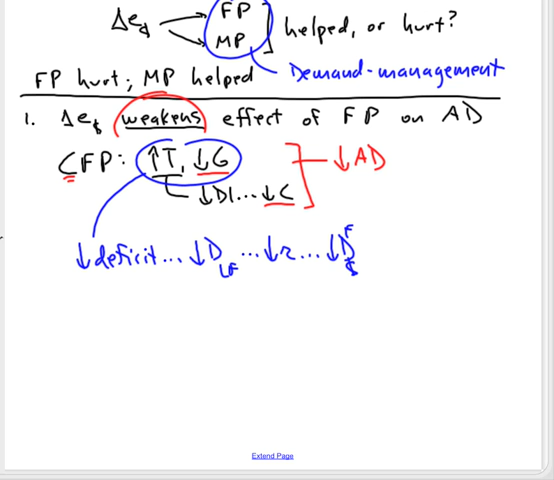 Δe$ FP
MP ] helped, or hurt?
FP hurt; MP helped Demand-management
1. Δe$ weakens effect of FP on AD
CFP: ↑T, ↓G ↓AD
↓DI... ↓C
↓deficit... ↓D LF ... ↓r... ↓D F $
Extend Page